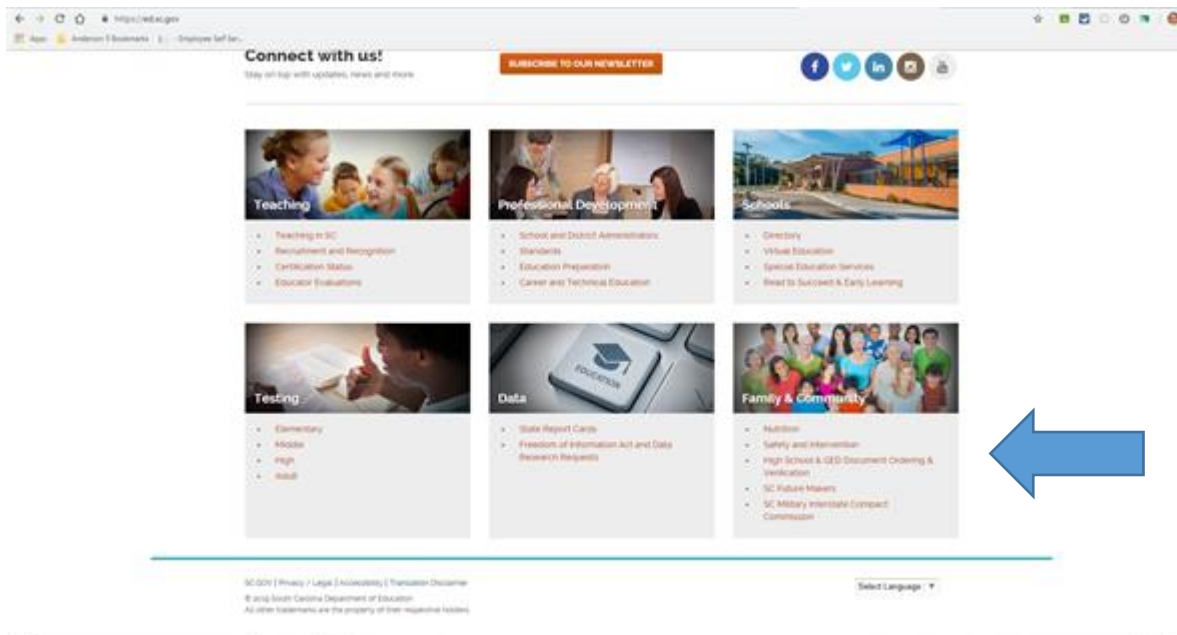 https://ed.sc.gov
Apps Anderson 5 Bookmarks Employee Self Ser...
Connect with us!
Stay on top with updates, news and more.
SUBSCRIBE TO OUR NEWSLETTER
Teaching
Teaching in SC
Recruitment and Recognition
Certification Status
Educator Evaluations
Professional Development
School and District Administrators
Standards
Education Preparation
Career and Technical Education
Schools
Directory
Virtual Education
Special Education Services
Read to Succeed & Early Learning
Testing
Elementary
Middle
High
Adult
EDUCATION
Data
State Report Cards
Freedom of Information Act and Data
Research Requests
Family & Community
Nutrition
Safety and Intervention
High School & GED Document Ordering &
Verification
SC Future Makers
SC Military Interstate Compact
Commission
SC.GOV | Privacy / Legal | Accessibility | Translation Disclaimer
© 2019 South Carolina Department of Education
All other trademarks are the property of their respective holders.
Select Language ▼